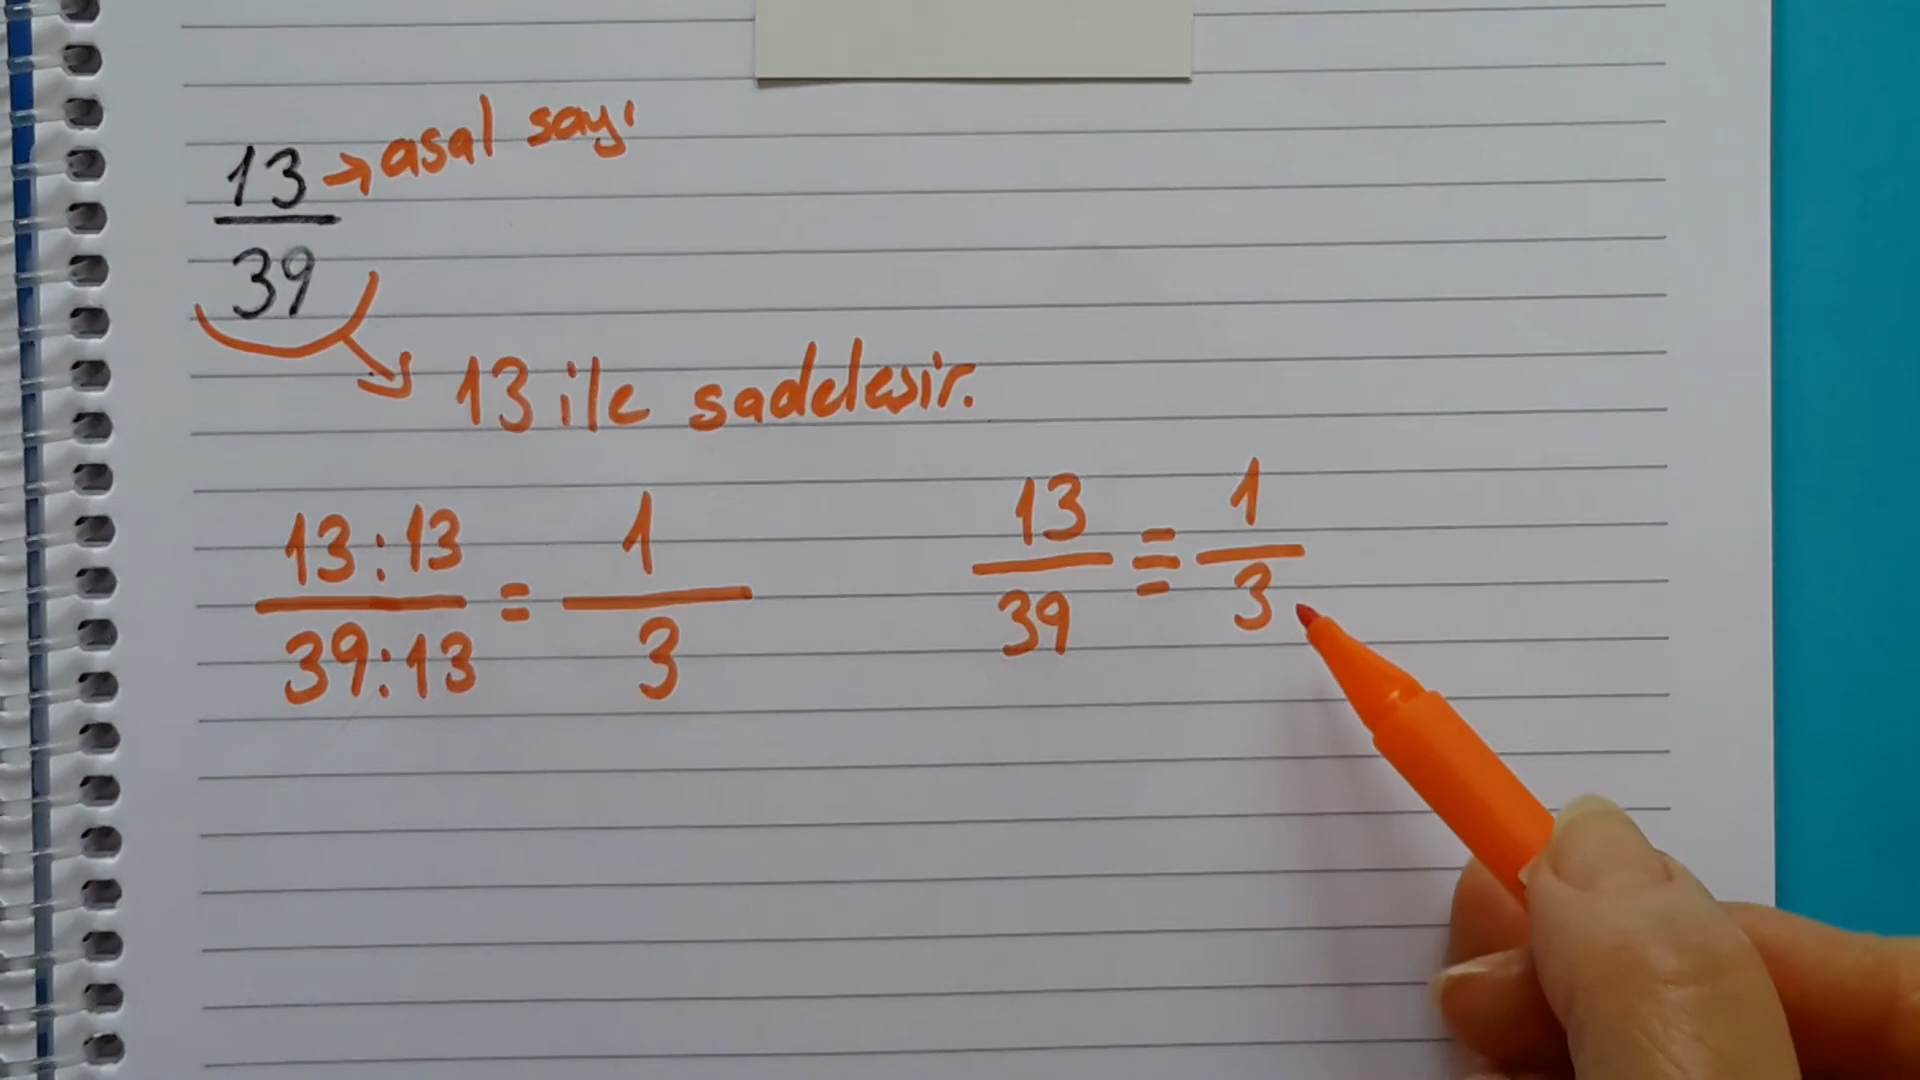 13 → asal sayı
39
13 ile sadeleşir.
13:13 = 1
39:13 3
13 ≡ 1
39 3